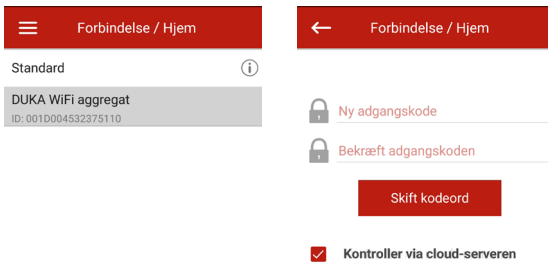 Forbindelse / Hjem
Standard
DUKA WiFi aggregat
ID: 001D004532375110
Forbindelse / Hjem
Ny adgangskode
Bekræft adgangskoden
Skift kodeord
Kontroller via cloud-serveren